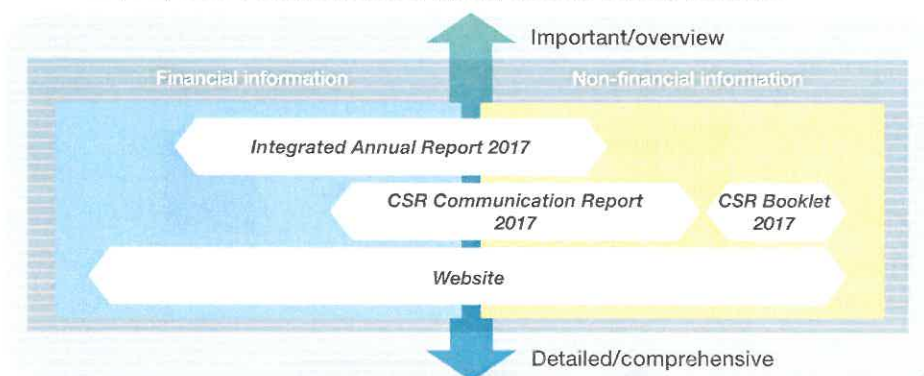 Important/overview
Financial information
Non-financial information
Integrated Annual Report 2017
CSR Communication Report
2017
CSR Booklet
2017
Website
Detailed/comprehensive